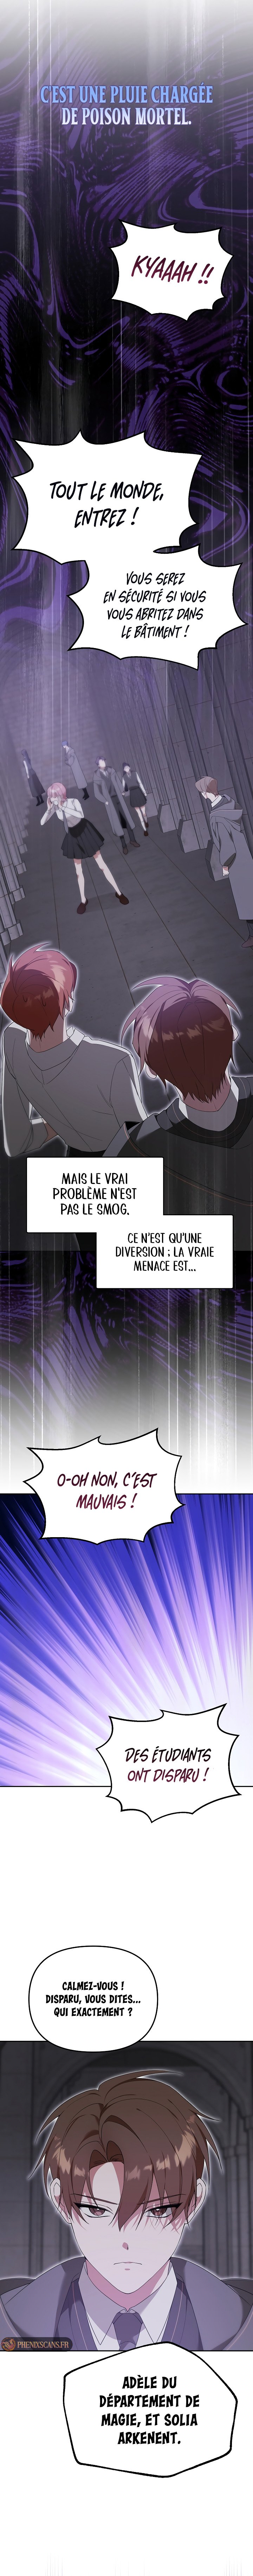 C'EST UNE PLUIE CHARGÉE
DE POISON MORTEL.
KYAAAH !!
TOUT LE MONDE,
ENTREZ !
VOUS SEREZ
EN SÉCURITÉ SI VOUS
VOUS ABRITEZ DANS
LE BÂTIMENT !
MAIS LE VRAI
PROBLÈME N'EST
PAS LE SMOG.
CE N'EST QU'UNE
DIVERSION ; LA VRAIE
MENACE EST...
O-OH NON, C'EST
MAUVAIS !
DES ÉTUDIANTS
ONT DISPARU !
CALMEZ-VOUS !
DISPARU, VOUS DITES...
QUI EXACTEMENT ?
PHENIXSCANS.FR
ADÈLE DU
DÉPARTEMENT DE
MAGIE, ET SOLIA
ARKENENT.